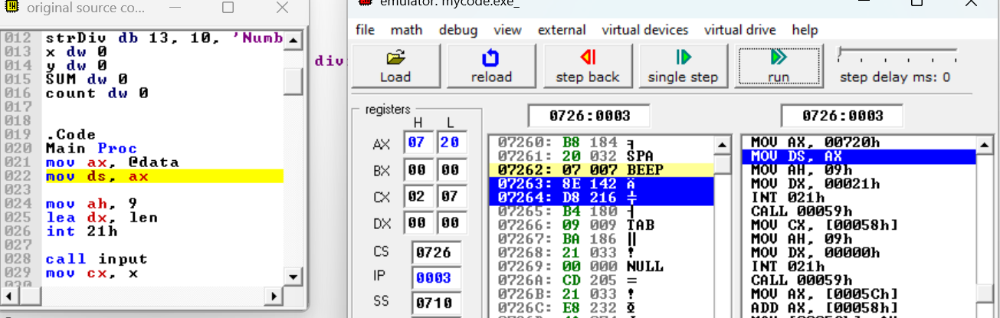 original source co...
012 strDiv db 13, 10, 'Numb
013 x dw 0
014 y dw 0
015 SUM dw 0
016 count dw 0
017
018
019 .Code
020 Main Proc
021 mov ax, @data
022 mov ds, ax
023
024 mov ah, 9
025 lea dx, len
026 int 21h
027
028 call input
029 mov cx, x
030
div
emulator: mycode.exe_
file math debug view external virtual devices virtual drive help
Load reload step back single step run step delay ms: 0
registers
H L
AX 07 20
BX 00 00
CX 02 07
DX 00 00
CS 0726
IP 0003
SS 0710
0726:0003
07260: B8 184 ╕
07261: 20 032 SPA
07262: 07 007 BEEP
07263: 8E 142 Ä
07264: D8 216 ╪
07265: B4 180 ┤
07266: 09 009 TAB
07267: BA 186 ║
07268: 21 033 !
07269: 00 000 NULL
0726A: CD 205 =
0726B: 21 033 !
0726C: E8 232
0726:0003
MOV AX, 00720h
MOV DS, AX
MOV AH, 09h
MOV DX, 00021h
INT 021h
CALL 00059h
MOV CX, [00058h]
MOV AH, 09h
MOV DX, 00000h
INT 021h
CALL 00059h
MOV AX, [0005Ch]
ADD AX, [00058h]